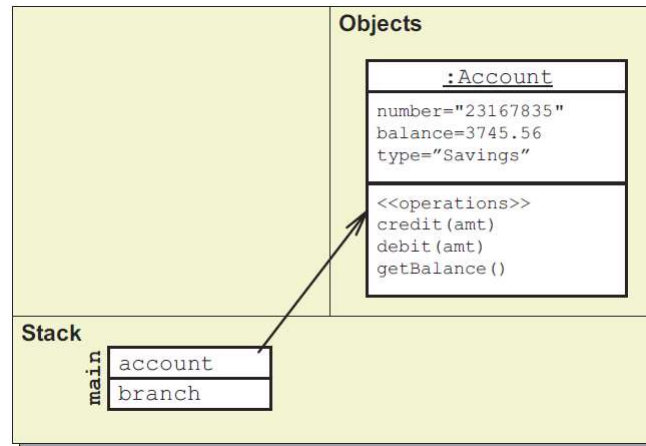 Objects
:Account
number="23167835"
balance=3745.56
type=”Savings”
<<operations>>
credit(amt)
debit(amt)
getBalance()
Stack
main
account
branch